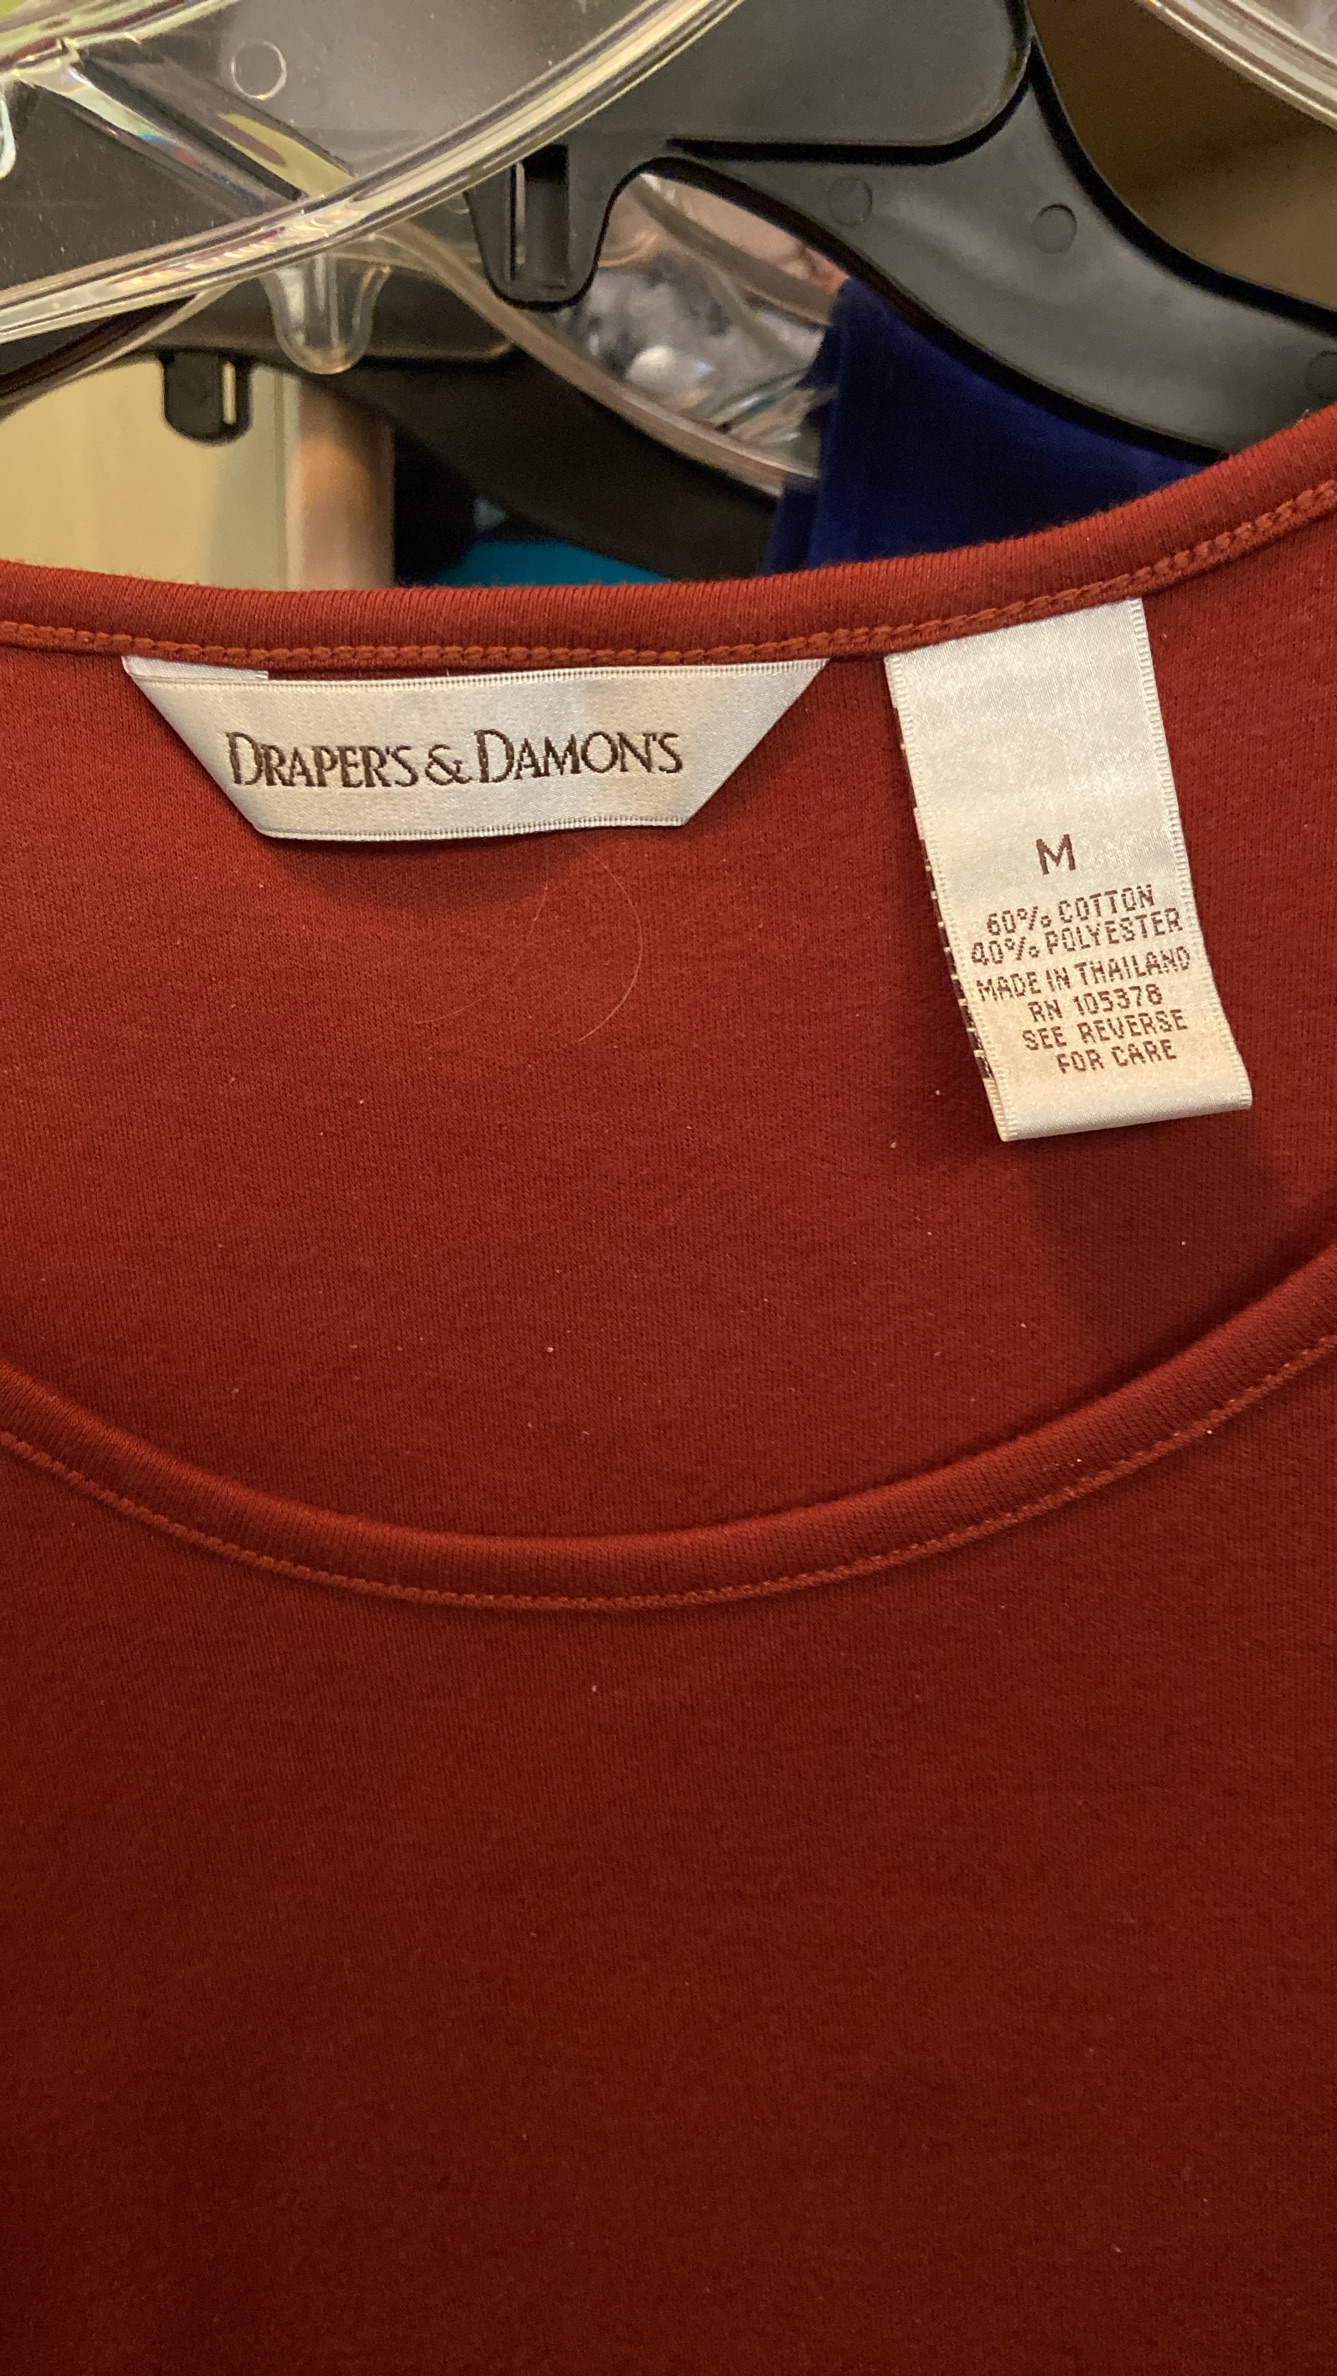 DRAPER'S & DAMON'S
M
60% COTTON
40% POLYESTER
MADE IN THAILAND
RN 105378
SEE REVERSE
FOR CARE